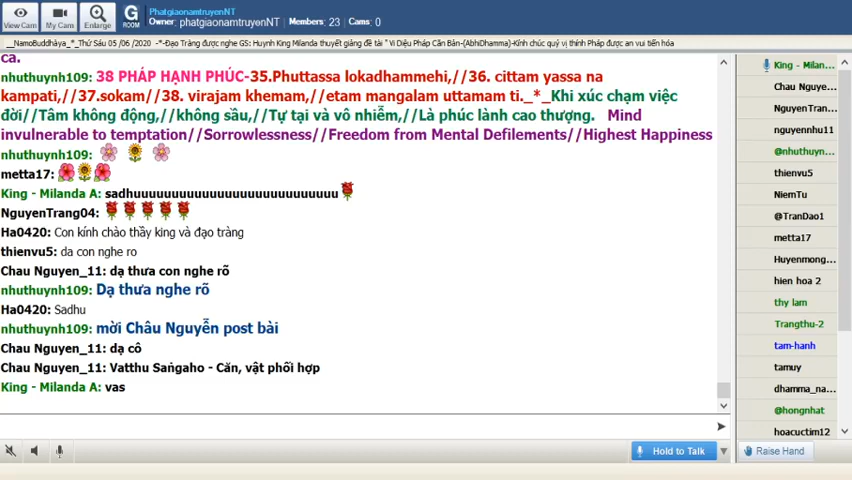 View Cam
My Cam
Enlarge
G
ROOM
PhatgiaonamtruyenNT
Owner: phatgiaonamtruyenNT | Members: 23 | Cams: 0
__NamoBuddhàya_*_Thứ Sáu 05 /06 /2020 -*-Đạo Tràng được nghe GS: Huynh King Milanda thuyết giảng đề tài " Vi Diệu Pháp Căn Bản-(AbhiDhamma)-Kính chúc quý vị thính Pháp được an vui tiến hóa
ca.
nhuthuynh109: 38 PHÁP HẠNH PHÚC-35.Phuttassa lokadhammehi,//36. cittam yassa na
kampati,//37.sokam//38. virajam khemam,//etam mangalam uttamam ti._*_Khi xúc chạm việc
đời//Tâm không động,//không sầu,//Tự tại và vô nhiễm,//Là phúc lành cao thượng. Mind
invulnerable to temptation//Sorrowlessness//Freedom from Mental Defilements//Highest Happiness
nhuthuynh109:
metta17:
King - Milanda A: sadhuuuuuuuuuuuuuuuuuuuuuuuuuuu
NguyenTrang04:
Ha0420: Con kính chào thầy king và đạo tràng
thienvu5: da con nghe ro
Chau Nguyen_11: dạ thưa con nghe rõ
nhuthuynh109: Dạ thưa nghe rõ
Ha0420: Sadhu
nhuthuynh109: mời Châu Nguyễn post bài
Chau Nguyen_11: dạ cô
Chau Nguyen_11: Vatthu Saṅgaho - Căn, vật phối hợp
King - Milanda A: vas
King - Milan...
Chau Nguye...
NguyenTran...
nguyennhu11
@nhuthuyn...
thienvu5
NiemTu
@TranDao1
metta17
Huyenmong...
hien hoa 2
thy lam
Trangthu-2
tam-hanh
tamuy
dhamma_na...
@hongnhat
hoacuctim12
Hold to Talk
Raise Hand